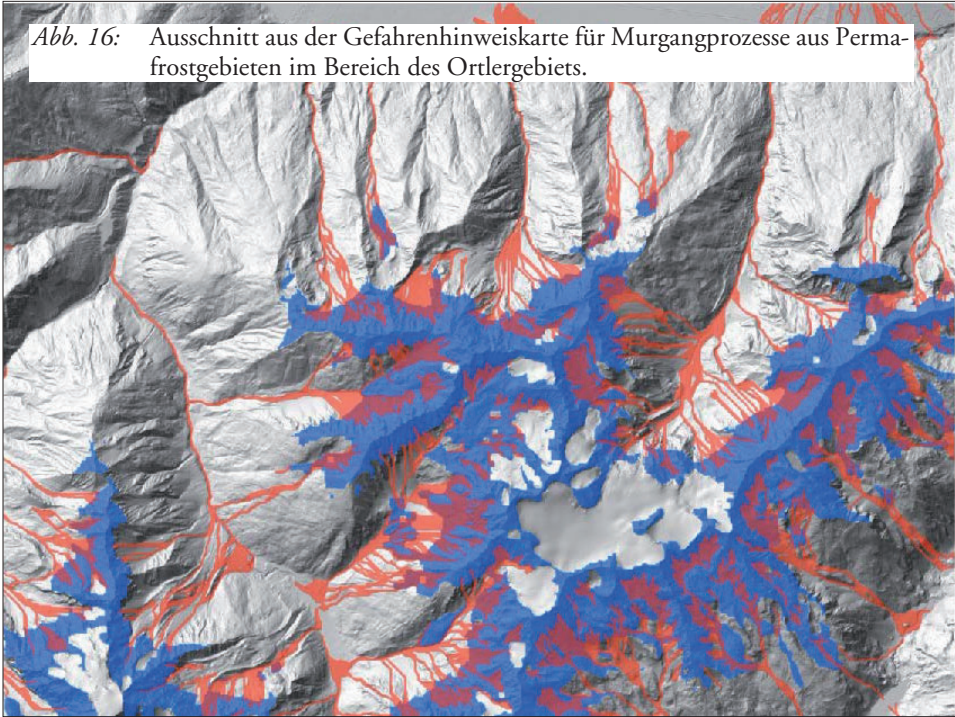 Abb. 16: Ausschnitt aus der Gefahrenhinweiskarte für Murgangprozesse aus Perma-
frostgebieten im Bereich des Ortlergebiets.